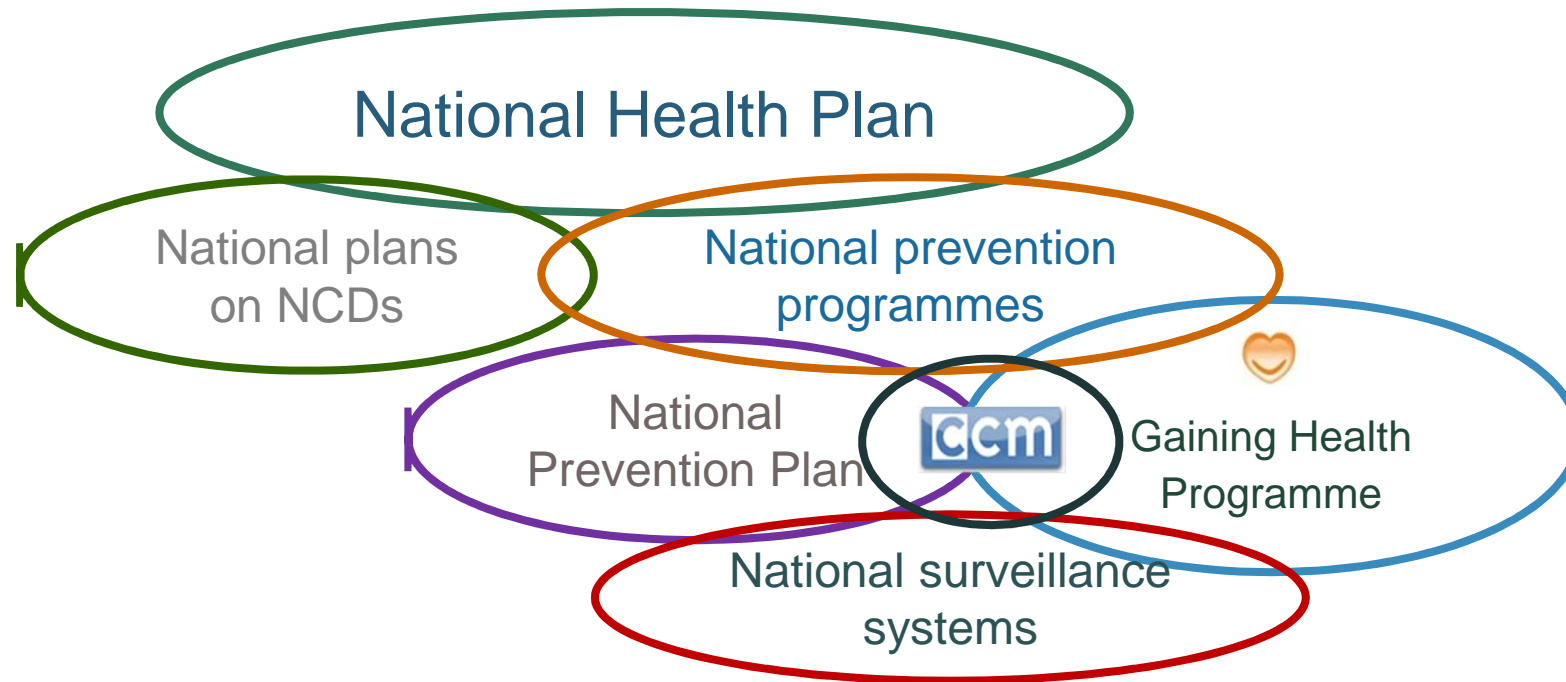 National Health Plan
National plans
on NCDs
National prevention
programmes
National
Prevention Plan
ccm
Gaining Health
Programme
National surveillance
systems